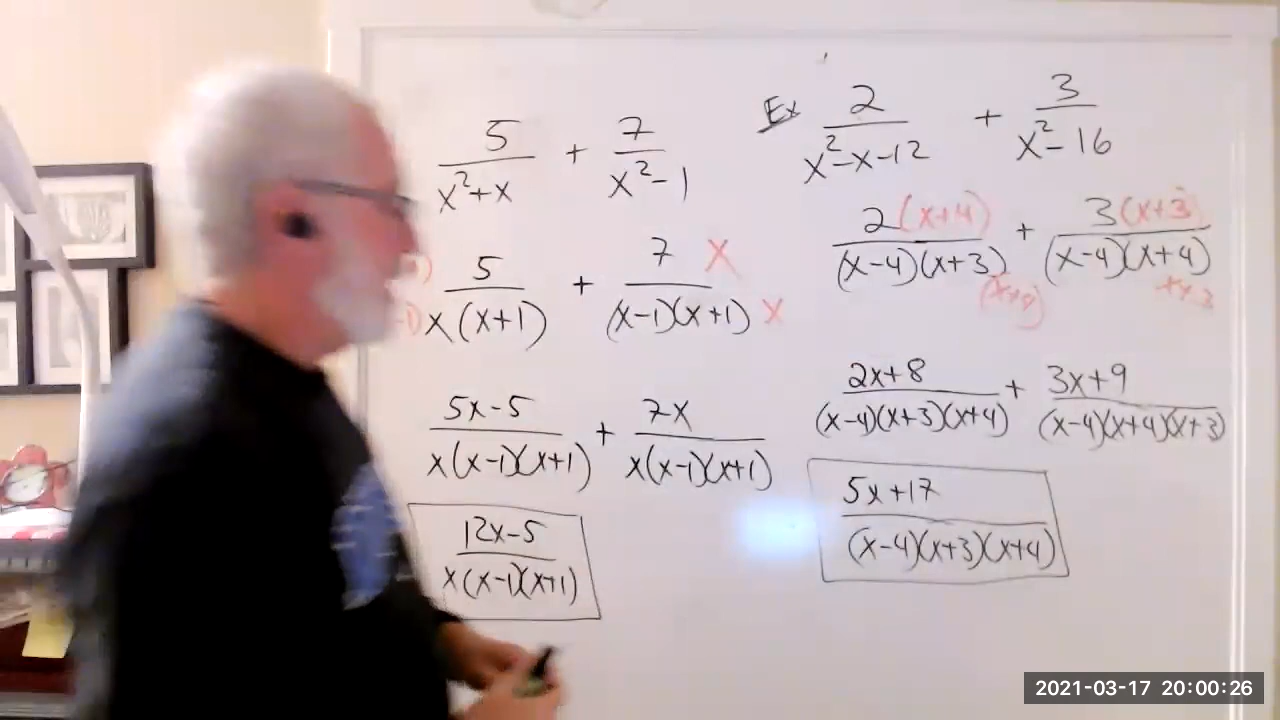 5/(x²+x) + 7/(x²-1)
5/(x(x+1)) + 7 x/((x-1)(x+1) x)
(5x-5)/(x(x-1)(x+1)) + 7x/(x(x-1)(x+1))
(12x-5)/(x(x-1)(x+1))
Ex 2/(x²-x-12) + 3/(x²-16)
2(x+4)/((x-4)(x+3)(x+4)) + 3(x+3)/((x-4)(x+4) x+3)
(2x+8)/((x-4)(x+3)(x+4)) + (3x+9)/((x-4)(x+4)(x+3))
(5x+17)/((x-4)(x+3)(x+4))
2021-03-17 20:00:26